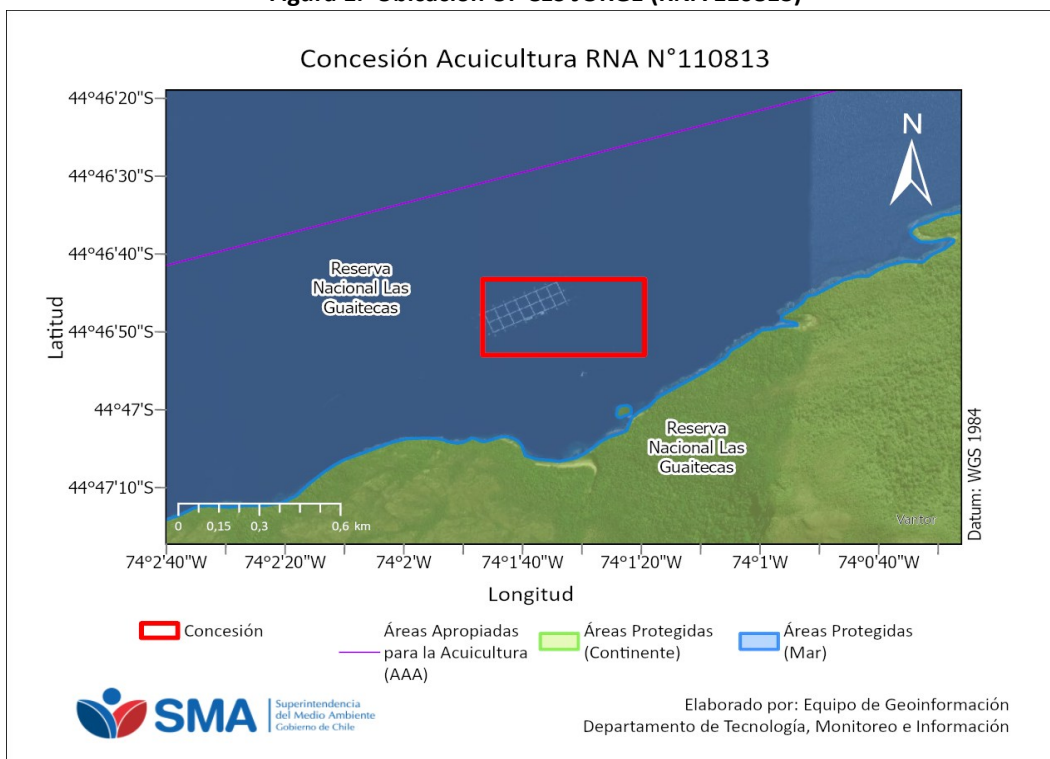 Concesión Acuicultura RNA N°110813
N
44°46'20"S
44°46'30"S
44°46'40"S
44°46'50"S
44°47'S
44°47'10"S
Latitud
Reserva
Nacional Las
Guaitecas
Reserva
Nacional Las
Guaitecas
0 0,15 0,3 0,6 km
Vantor
Datum: WGS 1984
74°2'40"W 74°2'20"W 74°2'W 74°1'40"W 74°1'20"W 74°1'W 74°0'40"W
Longitud
Concesión
Áreas Apropiadas
para la Acuicultura
(AAA)
Áreas Protegidas
(Continente)
Áreas Protegidas
(Mar)
SMA
Superintendencia
del Medio Ambiente
Gobierno de Chile
Elaborado por: Equipo de Geoinformación
Departamento de Tecnología, Monitoreo e Información